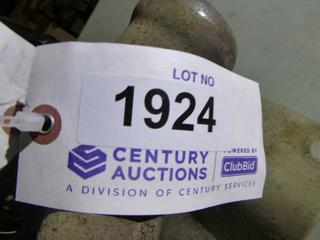 LOT NO
1924
CENTURY
AUCTIONS
POWERED BY
ClubBid
A DIVISION OF CENTURY SERVICES